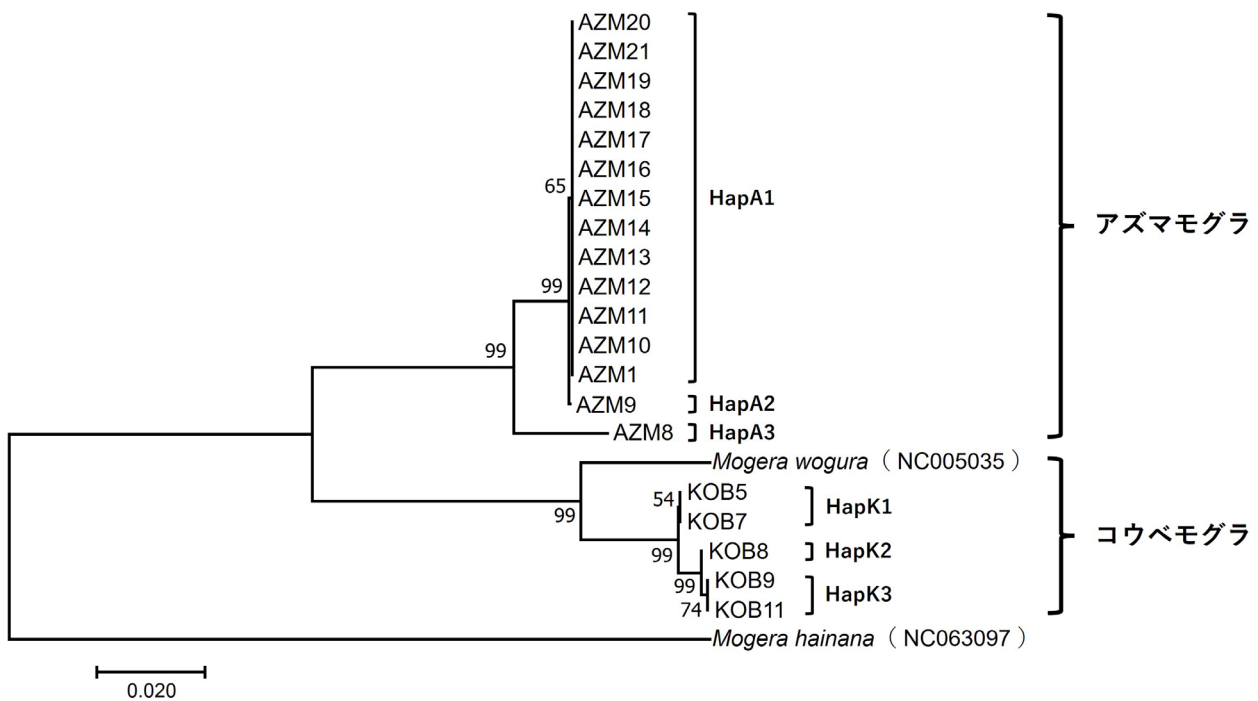 AZM20
AZM21
AZM19
AZM18
AZM17
AZM16
65
AZM15
HapA1
AZM14
アズマモグラ
AZM13
99
AZM12
AZM11
99
AZM10
AZM1
AZM9
HapA2
AZM8
HapA3
Mogera wogura（ NC005035 ）
54
KOB5
KOB7
HapK1
99
コウベモグラ
99
KOB8
HapK2
99
KOB9
HapK3
74
KOB11
Mogera hainana（ NC063097 ）
0.020